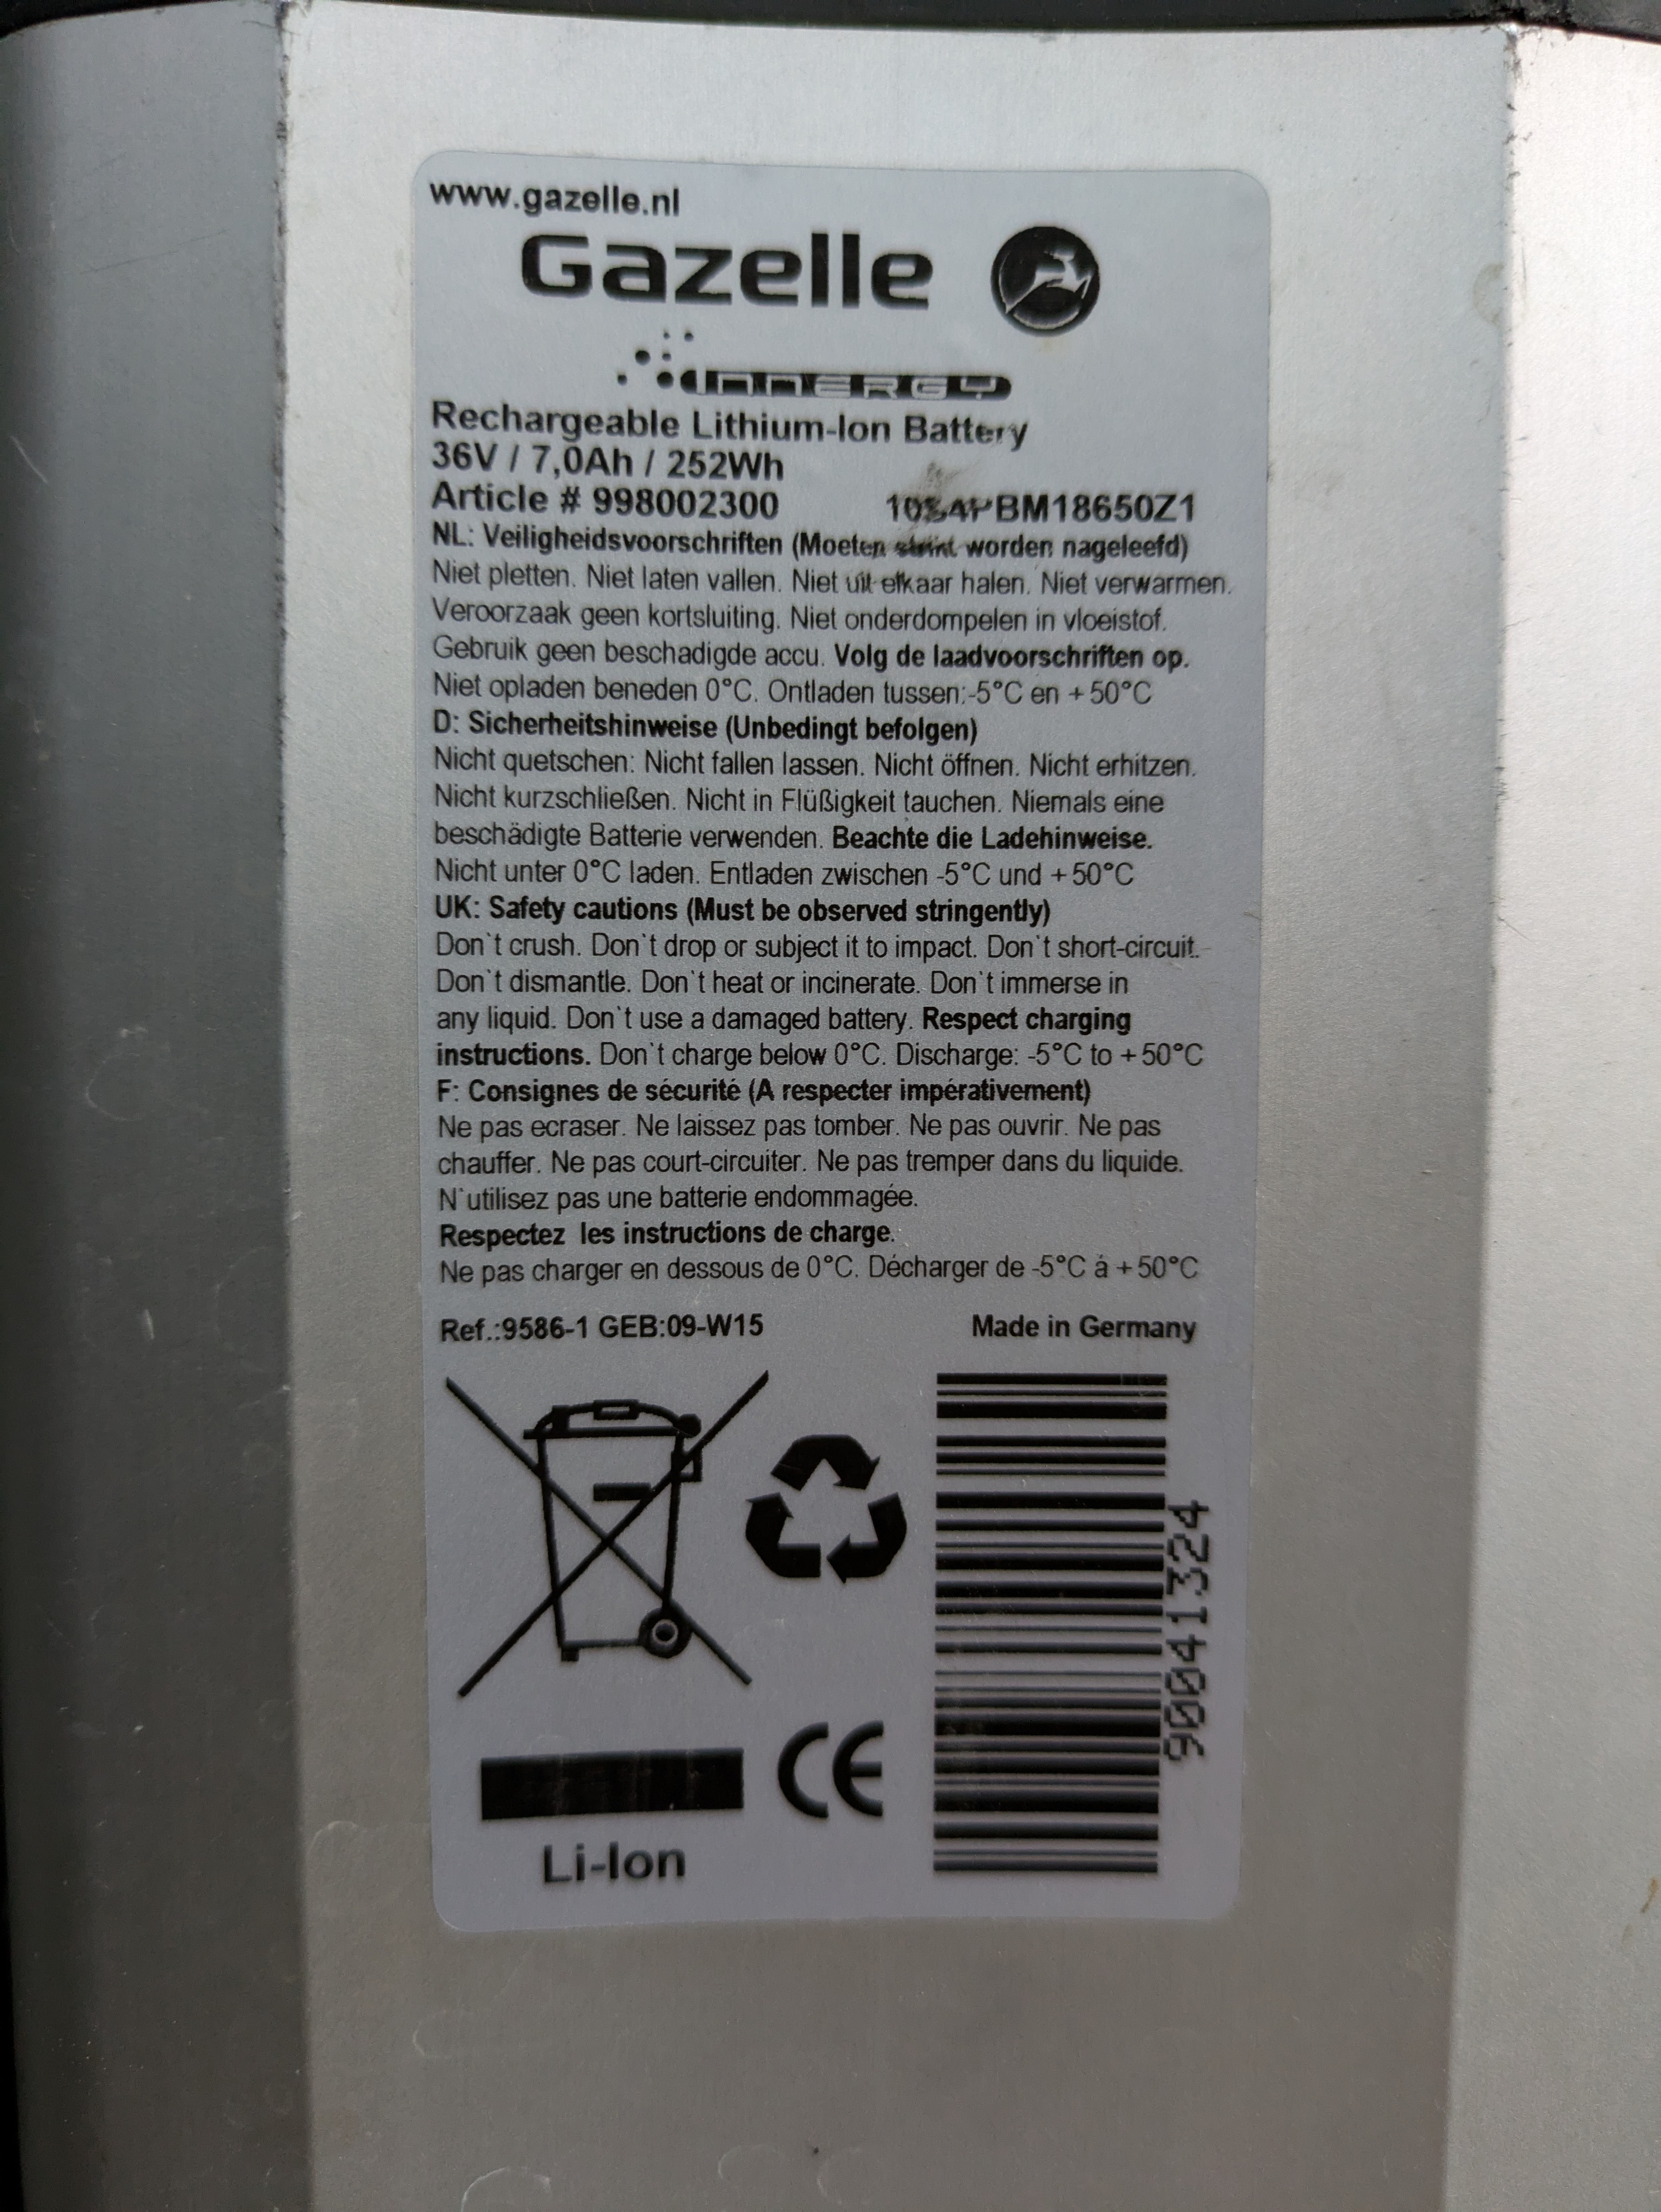 www.gazelle.nl
Gazelle
INNERGY
Rechargeable Lithium-Ion Battery
36V / 7,0Ah / 252Wh
Article # 998002300 10S4PBM18650Z1
NL: Veiligheidsvoorschriften (Moeten worden nageleefd)
Niet pletten. Niet laten vallen. Niet uit elkaar halen. Niet verwarmen.
Veroorzaak geen kortsluiting. Niet onderdompelen in vloeistof.
Gebruik geen beschadigde accu. Volg de laadvoorschriften op.
Niet opladen beneden 0°C. Ontladen tussen:-5°C en +50°C
D: Sicherheitshinweise (Unbedingt befolgen)
Nicht quetschen: Nicht fallen lassen. Nicht öffnen. Nicht erhitzen.
Nicht kurzschließen. Nicht in Flüßigkeit tauchen. Niemals eine
beschädigte Batterie verwenden. Beachte die Ladehinweise.
Nicht unter 0°C laden. Entladen zwischen -5°C und +50°C
UK: Safety cautions (Must be observed stringently)
Don`t crush. Don`t drop or subject it to impact. Don`t short-circuit.
Don`t dismantle. Don`t heat or incinerate. Don`t immerse in
any liquid. Don`t use a damaged battery. Respect charging
instructions. Don`t charge below 0°C. Discharge: -5°C to +50°C
F: Consignes de sécurité (A respecter impérativement)
Ne pas ecraser. Ne laissez pas tomber. Ne pas ouvrir. Ne pas
chauffer. Ne pas court-circuiter. Ne pas tremper dans du liquide.
N`utilisez pas une batterie endommagée.
Respectez les instructions de charge.
Ne pas charger en dessous de 0°C. Décharger de -5°C á +50°C
Ref.:9586-1 GEB:09-W15 Made in Germany
90041324
CE
Li-Ion